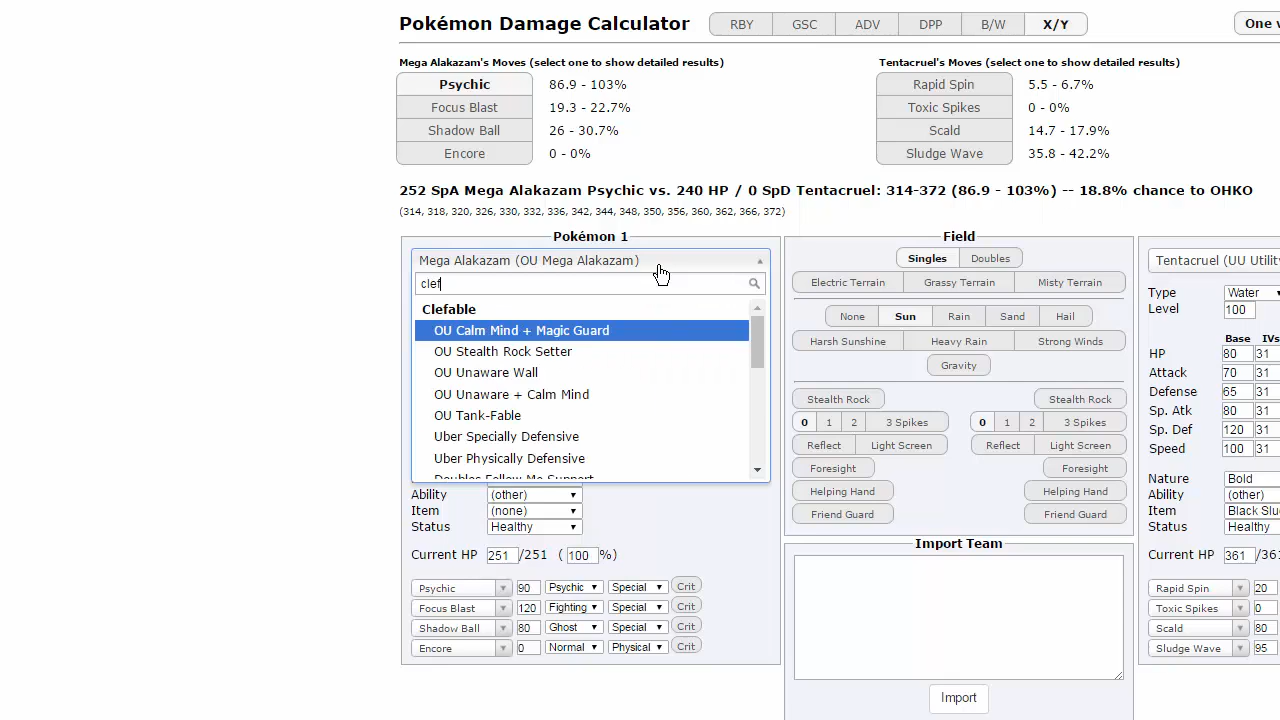 Pokémon Damage Calculator RBY GSC ADV DPP B/W X/Y One v
Mega Alakazam's Moves (select one to show detailed results)
Psychic 86.9 - 103%
Focus Blast 19.3 - 22.7%
Shadow Ball 26 - 30.7%
Encore 0 - 0%
Tentacruel's Moves (select one to show detailed results)
Rapid Spin 5.5 - 6.7%
Toxic Spikes 0 - 0%
Scald 14.7 - 17.9%
Sludge Wave 35.8 - 42.2%
252 SpA Mega Alakazam Psychic vs. 240 HP / 0 SpD Tentacruel: 314-372 (86.9 - 103%) -- 18.8% chance to OHKO
(314, 318, 320, 326, 330, 332, 336, 342, 344, 348, 350, 356, 360, 362, 366, 372)
Pokémon 1
Mega Alakazam (OU Mega Alakazam)
clef
Clefable
OU Calm Mind + Magic Guard
OU Stealth Rock Setter
OU Unaware Wall
OU Unaware + Calm Mind
OU Tank-Fable
Uber Specially Defensive
Uber Physically Defensive
Doubles Follow Me Support
Ability (other)
Item (none)
Status Healthy
Current HP 251 /251 ( 100 %)
Psychic 90 Psychic Special Crit
Focus Blast 120 Fighting Special Crit
Shadow Ball 80 Ghost Special Crit
Encore 0 Normal Physical Crit
Field
Singles Doubles
Electric Terrain Grassy Terrain Misty Terrain
None Sun Rain Sand Hail
Harsh Sunshine Heavy Rain Strong Winds
Gravity
Stealth Rock Stealth Rock
0 1 2 3 Spikes 0 1 2 3 Spikes
Reflect Light Screen Reflect Light Screen
Foresight Foresight
Helping Hand Helping Hand
Friend Guard Friend Guard
Import Team
Import
Tentacruel (UU Utility
Type Water
Level 100
Base IVs
HP 80 31
Attack 70 31
Defense 65 31
Sp. Atk 80 31
Sp. Def 120 31
Speed 100 31
Nature Bold
Ability (other)
Item Black Slu
Status Healthy
Current HP 361 /361
Rapid Spin 20
Toxic Spikes 0
Scald 80
Sludge Wave 95